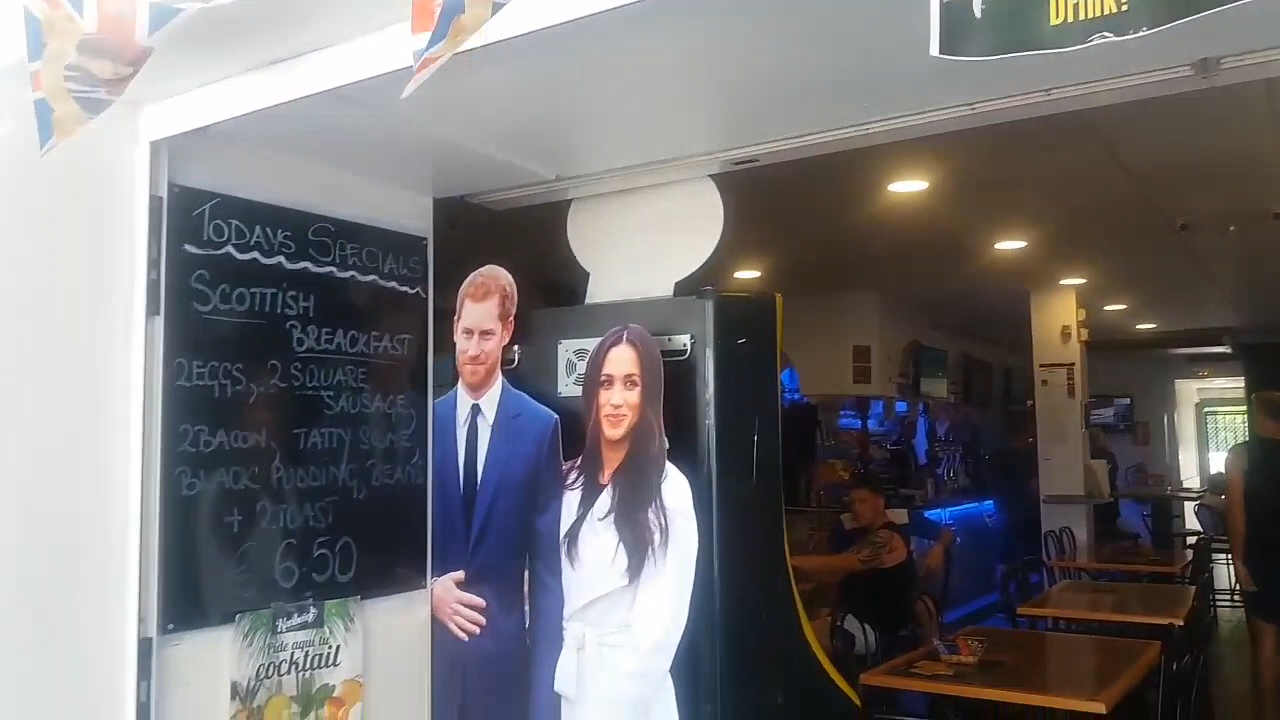 Drink?
TODAYS SPECIALS
SCOTTISH
BREACKFAST
2EGGS, 2 SQUARE
SAUSAGE,
2BACON, TATTY SCONE,
BLACK PUDDING, BEANS
+ 2TOAST
€ 6.50
Pide aquí tu
cocktail